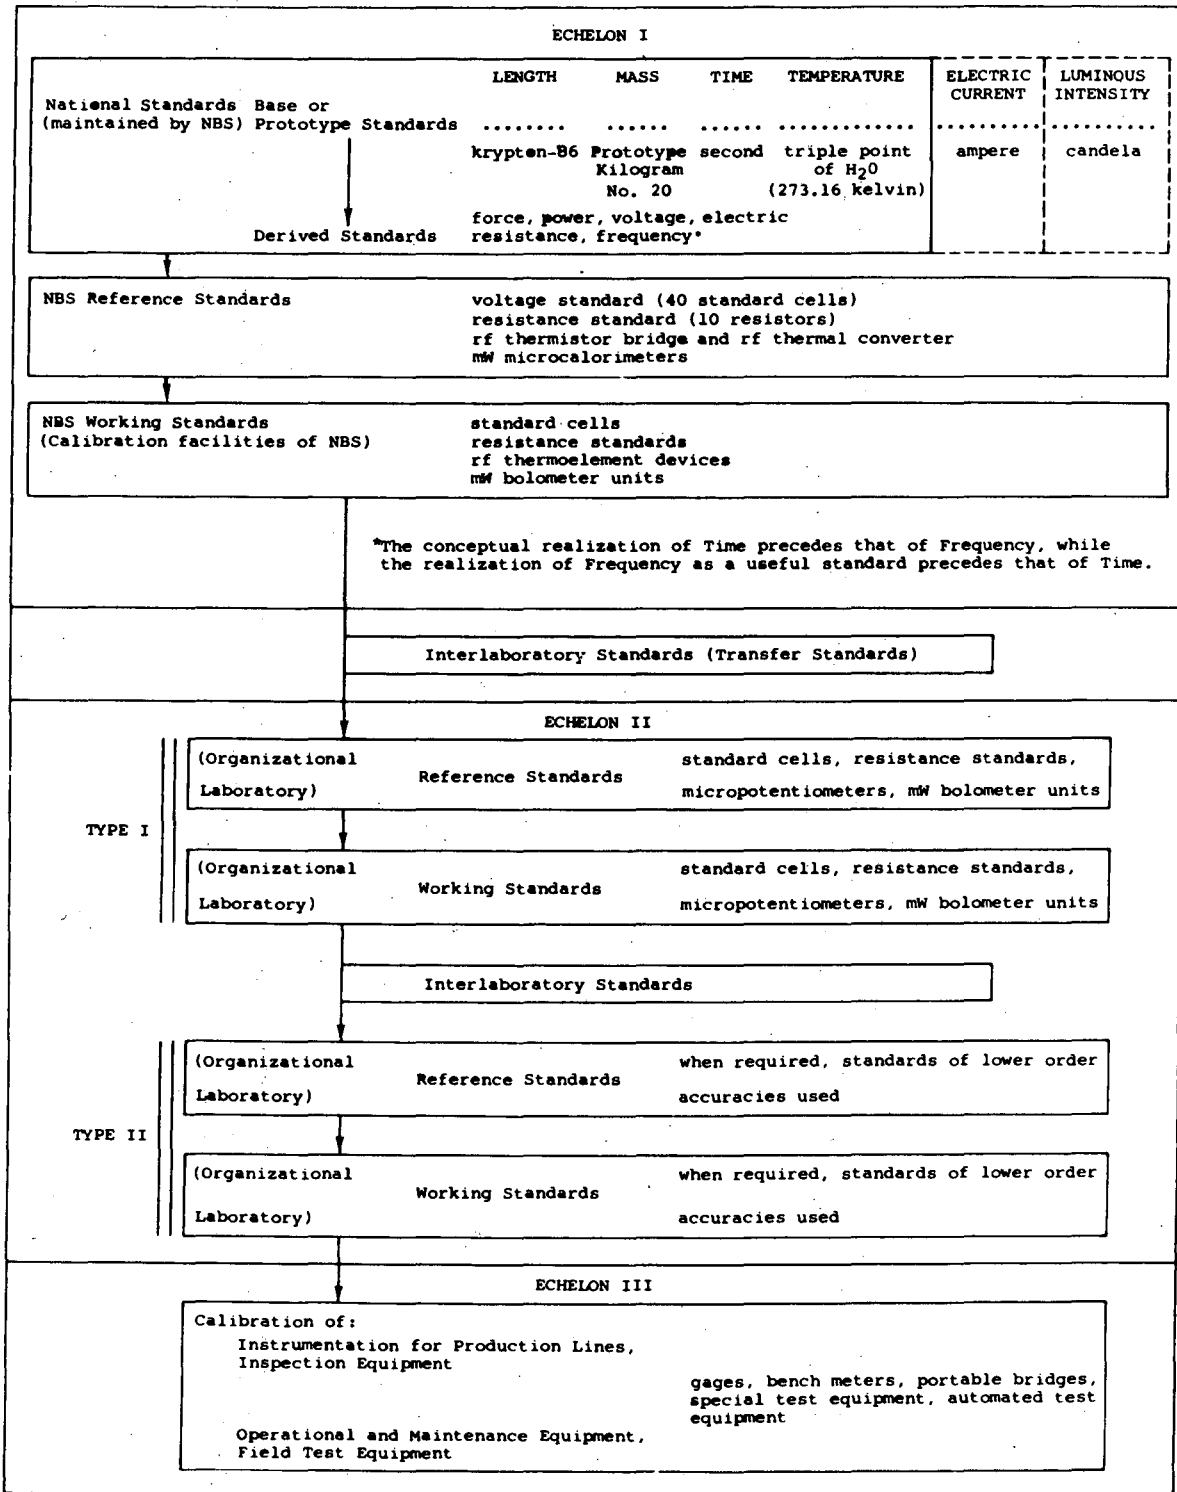 ECHELON I
LENGTH MASS TIME TEMPERATURE ELECTRIC CURRENT LUMINOUS INTENSITY
National Standards Base or
(maintained by NBS) Prototype Standards ........ ...... ...... ............. .......... ..........
krypton-86 Prototype second triple point ampere candela
Kilogram of H2O
No. 20 (273.16 kelvin)
force, power, voltage, electric
Derived Standards resistance, frequency*
NBS Reference Standards voltage standard (40 standard cells)
resistance standard (10 resistors)
rf thermistor bridge and rf thermal converter
mW microcalorimeters
NBS Working Standards standard cells
(Calibration facilities of NBS) resistance standards
rf thermoelement devices
mW bolometer units
*The conceptual realization of Time precedes that of Frequency, while
the realization of Frequency as a useful standard precedes that of Time.
Interlaboratory Standards (Transfer Standards)
ECHELON II
TYPE I
(Organizational standard cells, resistance standards,
Reference Standards
Laboratory) micropotentiometers, mW bolometer units
(Organizational standard cells, resistance standards,
Working Standards
Laboratory) micropotentiometers, mW bolometer units
Interlaboratory Standards
TYPE II
(Organizational when required, standards of lower order
Reference Standards
Laboratory) accuracies used
(Organizational when required, standards of lower order
Working Standards
Laboratory) accuracies used
ECHELON III
Calibration of:
Instrumentation for Production Lines,
Inspection Equipment
gages, bench meters, portable bridges,
special test equipment, automated test
equipment
Operational and Maintenance Equipment,
Field Test Equipment